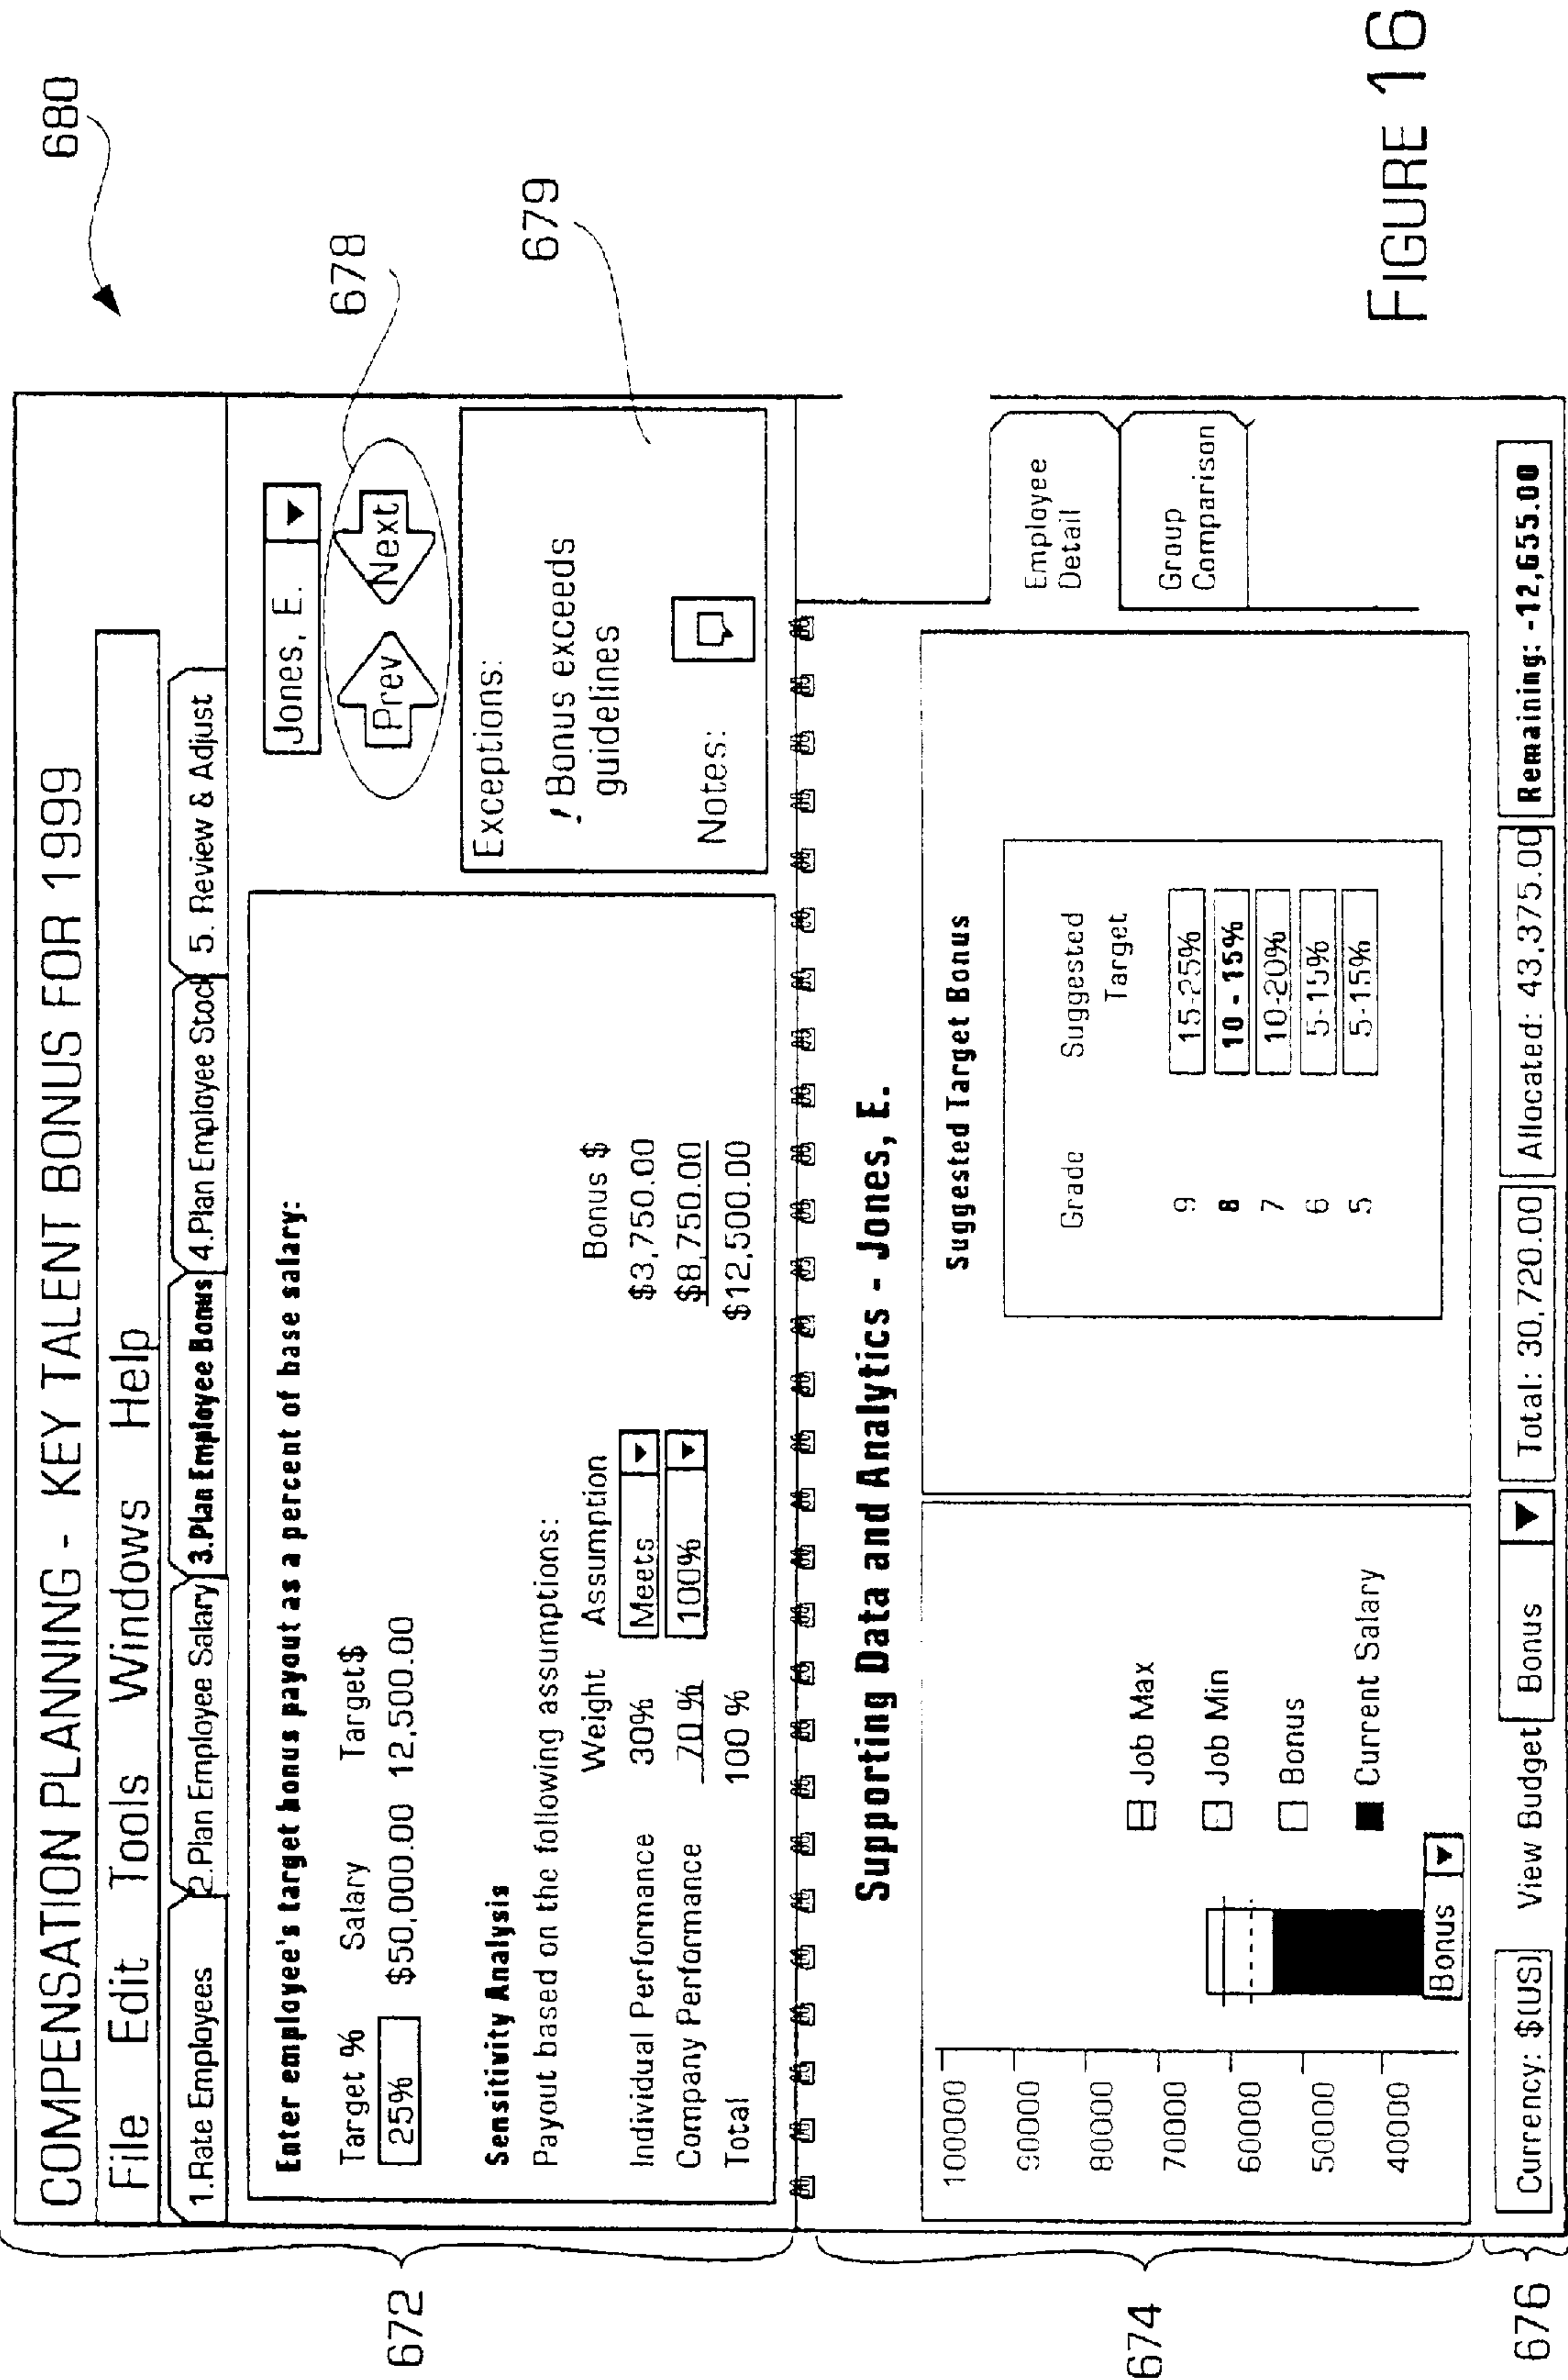 680
COMPENSATION PLANNING - KEY TALENT BONUS FOR 1999
File Edit Tools Windows Help
1.Rate Employees 2.Plan Employee Salary 3.Plan Employee Bonus 4.Plan Employee Stock 5. Review & Adjust
672
Enter employee's target bonus payout as a percent of base salary:
Target % Salary Target$
25% $50,000.00 12,500.00
Sensitivity Analysis
Payout based on the following assumptions:
Weight Assumption Bonus $
Individual Performance 30% Meets $3,750.00
Company Performance 70 % 100% $8,750.00
Total 100 % $12,500.00
Jones, E.
Prev Next
678
Exceptions:
! Bonus exceeds
guidelines
Notes:
679
Supporting Data and Analytics - Jones, E.
674
100000
90000
80000
70000
60000
50000
40000
Job Max
Job Min
Bonus
Current Salary
Bonus
Suggested Target Bonus
Grade Suggested
Target
9 15-25%
8 10 - 15%
7 10-20%
6 5-15%
5 5-15%
Employee
Detail
Group
Comparison
676
Currency: $(US) View Budget Bonus Total: 30,720.00 Allocated: 43,375.00 Remaining: -12,655.00
FIGURE 16